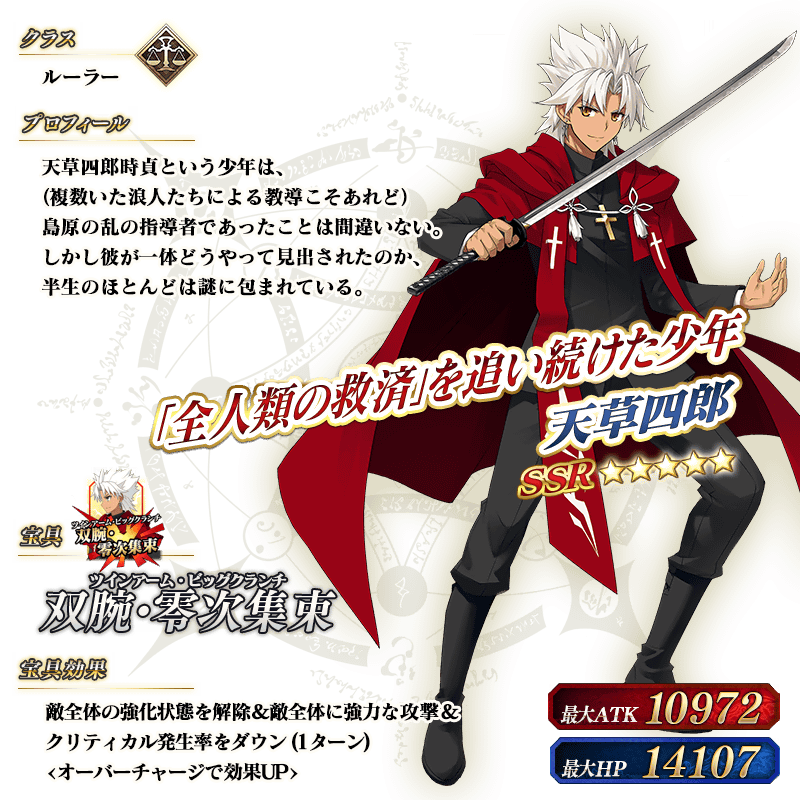 クラス
ルーラー
プロフィール
天草四郎時貞という少年は、
(複数いた浪人たちによる教導こそあれど)
島原の乱の指導者であったことは間違いない。
しかし彼が一体どうやって見出されたのか、
半生のほとんどは謎に包まれている。
「全人類の救済」を追い続けた少年
天草四郎
SSR ☆☆☆☆☆
宝具
ツインアーム・ビッグクランチ
双腕・
零次集束
ツインアーム・ビッグクランチ
双腕・零次集束
宝具効果
敵全体の強化状態を解除&敵全体に強力な攻撃&
クリティカル発生率をダウン(1ターン)
<オーバーチャージで効果UP>
最大ATK 10972
最大HP 14107